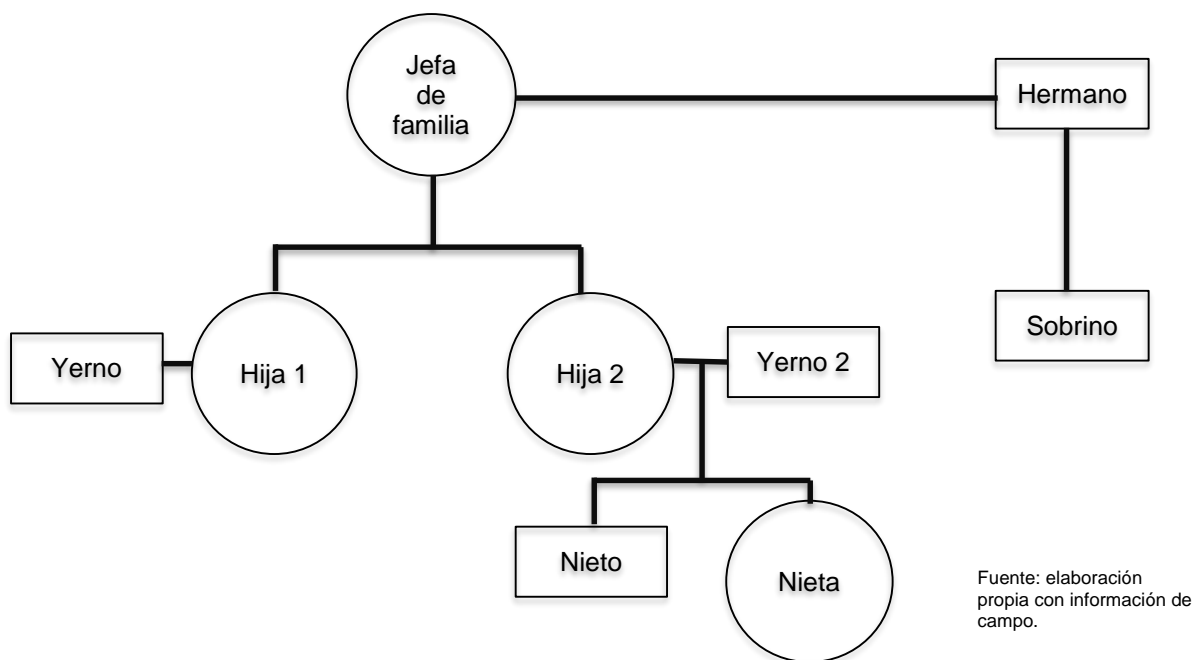 Jefa
de
familia
Hermano
Yerno
Hija 1
Hija 2
Yerno 2
Sobrino
Nieto
Nieta
Fuente: elaboración
propia con información de
campo.